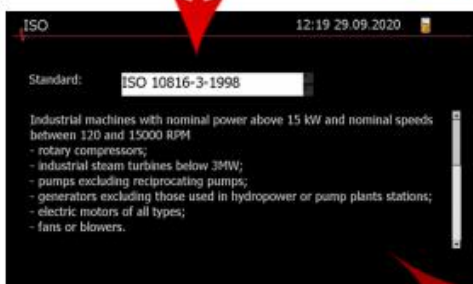 ISO 12:19 29.09.2020
Standard: ISO 10816-3-1998
Industrial machines with nominal power above 15 kW and nominal speeds
between 120 and 15000 RPM
- rotary compressors;
- industrial steam turbines below 3MW;
- pumps excluding reciprocating pumps;
- generators excluding those used in hydropower or pump plants stations;
- electric motors of all types;
- fans or blowers.